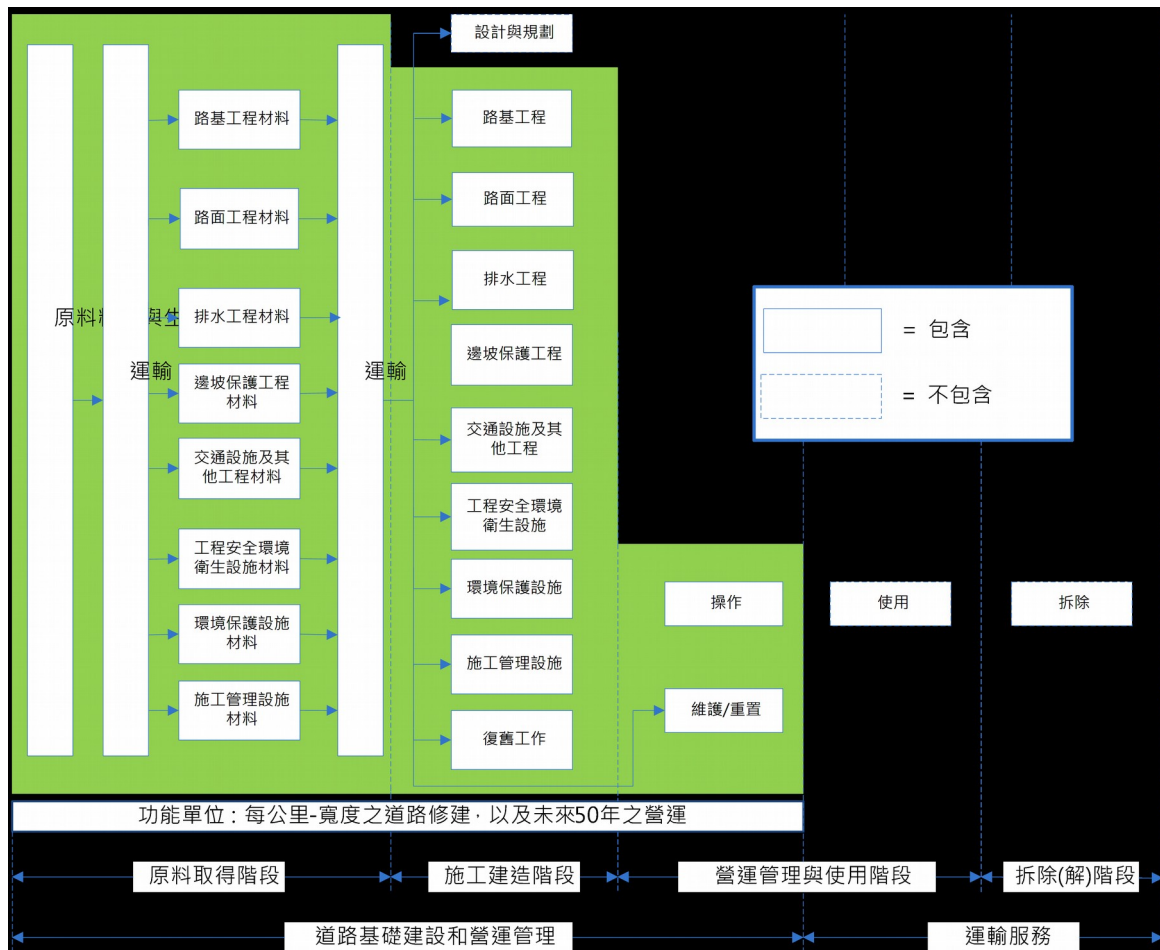 設計與規劃
原料
與生
運輸
路基工程材料
路面工程材料
排水工程材料
邊坡保護工程
材料
交通設施及其
他工程材料
工程安全環境
衛生設施材料
環境保護設施
材料
施工管理設施
材料
運輸
路基工程
路面工程
排水工程
邊坡保護工程
交通設施及其
他工程
工程安全環境
衛生設施
環境保護設施
施工管理設施
復舊工作
操作
維護/重置
使用
拆除
= 包含
= 不包含
功能單位：每公里-寬度之道路修建，以及未來50年之營運
原料取得階段
施工建造階段
營運管理與使用階段
拆除(解)階段
道路基礎建設和營運管理
運輸服務